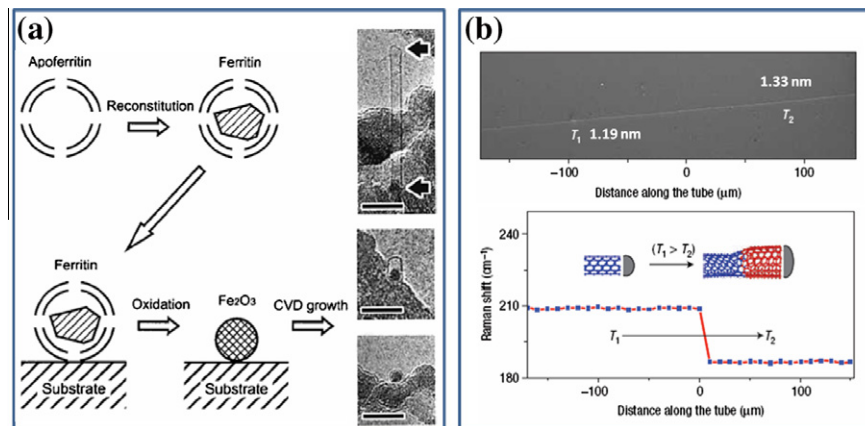 (a)
Apoferritin
Ferritin
Reconstitution
Ferritin
Oxidation
Fe₂O₃
CVD growth
Substrate
Substrate
(b)
1.33 nm
T₁ 1.19 nm
T₂
−100 0 100
Distance along the tube (μm)
240
210
180
Raman shift (cm⁻¹)
(T₁ > T₂)
T₁
T₂
−100 0 100
Distance along the tube (μm)